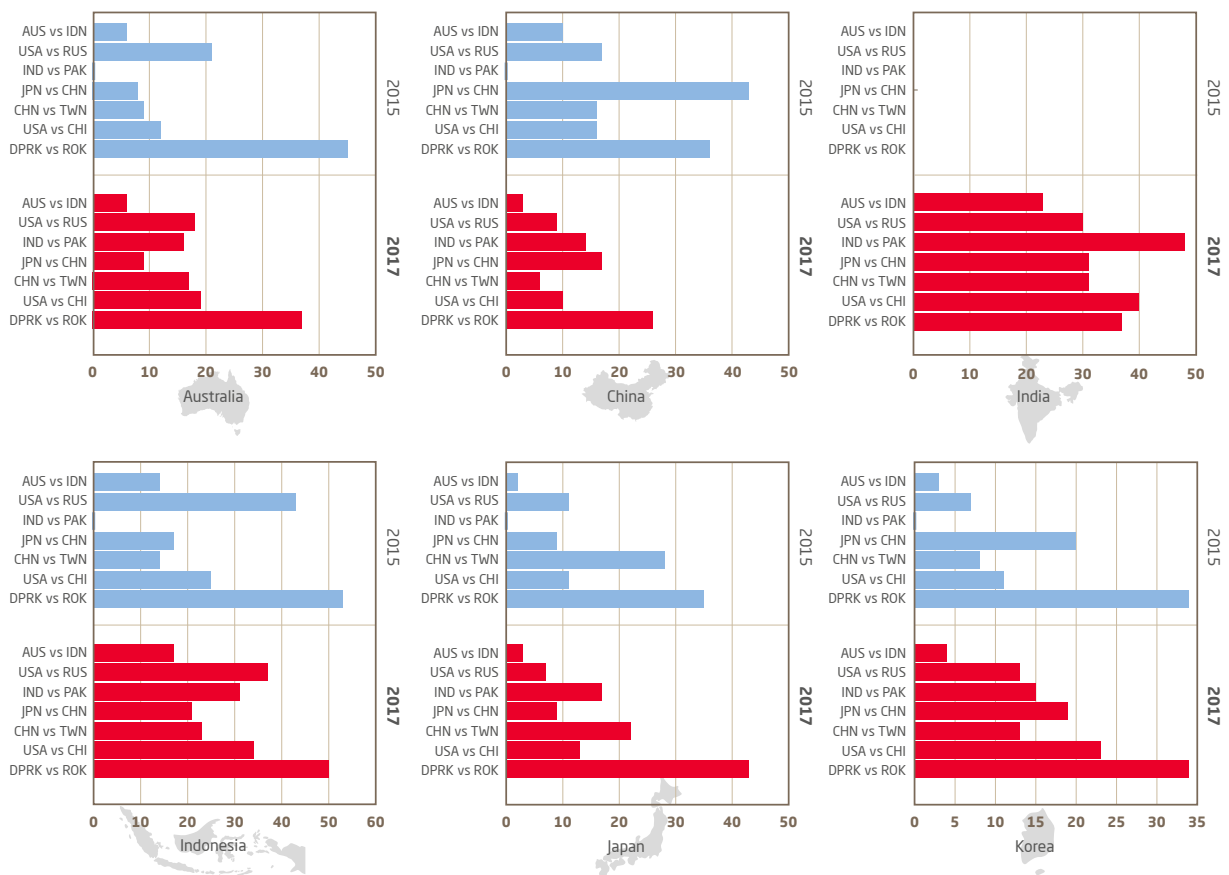 AUS vs IDN
USA vs RUS
IND vs PAK
JPN vs CHN
CHN vs TWN
USA vs CHI
DPRK vs ROK
2015
AUS vs IDN
USA vs RUS
IND vs PAK
JPN vs CHN
CHN vs TWN
USA vs CHI
DPRK vs ROK
2017
0 10 20 30 40 50
Australia
AUS vs IDN
USA vs RUS
IND vs PAK
JPN vs CHN
CHN vs TWN
USA vs CHI
DPRK vs ROK
2015
AUS vs IDN
USA vs RUS
IND vs PAK
JPN vs CHN
CHN vs TWN
USA vs CHI
DPRK vs ROK
2017
0 10 20 30 40 50
China
AUS vs IDN
USA vs RUS
IND vs PAK
JPN vs CHN
CHN vs TWN
USA vs CHI
DPRK vs ROK
2015
AUS vs IDN
USA vs RUS
IND vs PAK
JPN vs CHN
CHN vs TWN
USA vs CHI
DPRK vs ROK
2017
0 10 20 30 40 50
India
AUS vs IDN
USA vs RUS
IND vs PAK
JPN vs CHN
CHN vs TWN
USA vs CHI
DPRK vs ROK
2015
AUS vs IDN
USA vs RUS
IND vs PAK
JPN vs CHN
CHN vs TWN
USA vs CHI
DPRK vs ROK
2017
0 10 20 30 40 50 60
Indonesia
AUS vs IDN
USA vs RUS
IND vs PAK
JPN vs CHN
CHN vs TWN
USA vs CHI
DPRK vs ROK
2015
AUS vs IDN
USA vs RUS
IND vs PAK
JPN vs CHN
CHN vs TWN
USA vs CHI
DPRK vs ROK
2017
0 10 20 30 40 50
Japan
AUS vs IDN
USA vs RUS
IND vs PAK
JPN vs CHN
CHN vs TWN
USA vs CHI
DPRK vs ROK
2015
AUS vs IDN
USA vs RUS
IND vs PAK
JPN vs CHN
CHN vs TWN
USA vs CHI
DPRK vs ROK
2017
0 5 10 15 20 25 30 35
Korea